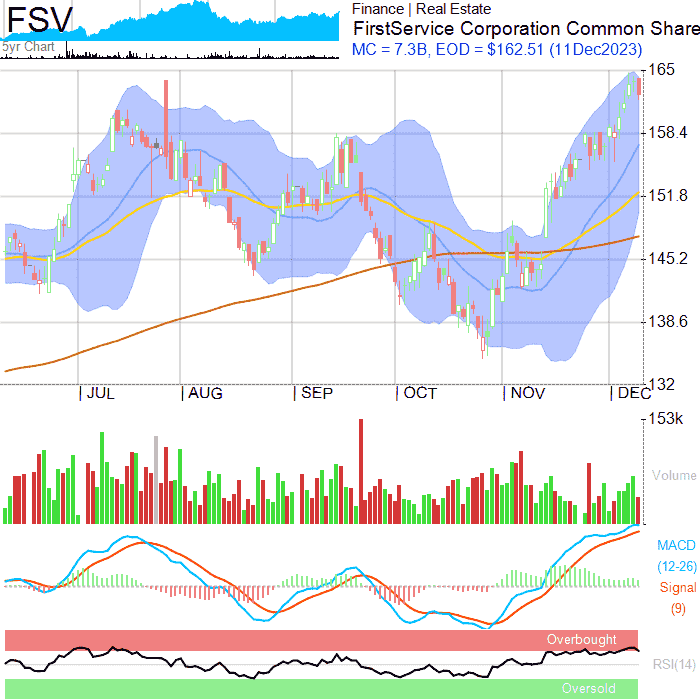 FSV
5yr Chart
Finance | Real Estate
FirstService Corporation Common Share
MC = 7.3B, EOD = $162.51 (11Dec2023)
165
158.4
151.8
145.2
138.6
132
JUL AUG SEP OCT NOV DEC
153k
Volume
MACD
(12-26)
Signal
(9)
Overbought
RSI(14)
Oversold